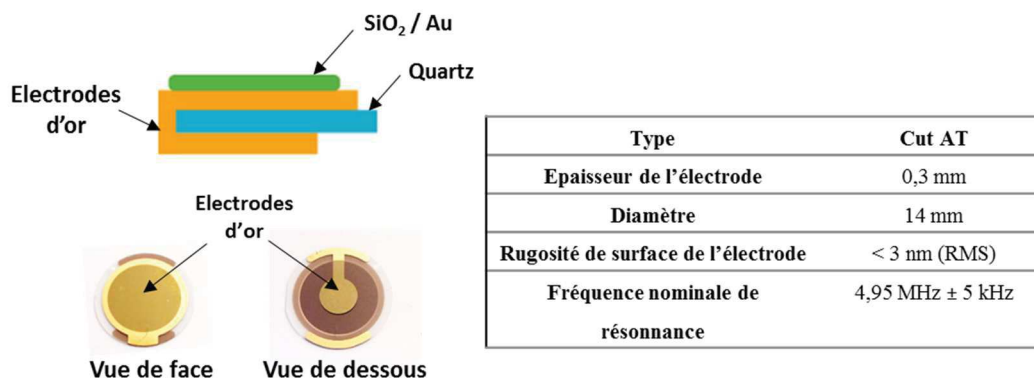 SiO₂ / Au
Quartz
Electrodes
d'or
Electrodes
d'or
Vue de face
Vue de dessous
Type Cut AT
Epaisseur de l'électrode 0,3 mm
Diamètre 14 mm
Rugosité de surface de l'électrode < 3 nm (RMS)
Fréquence nominale de 4,95 MHz ± 5 kHz
résonnance